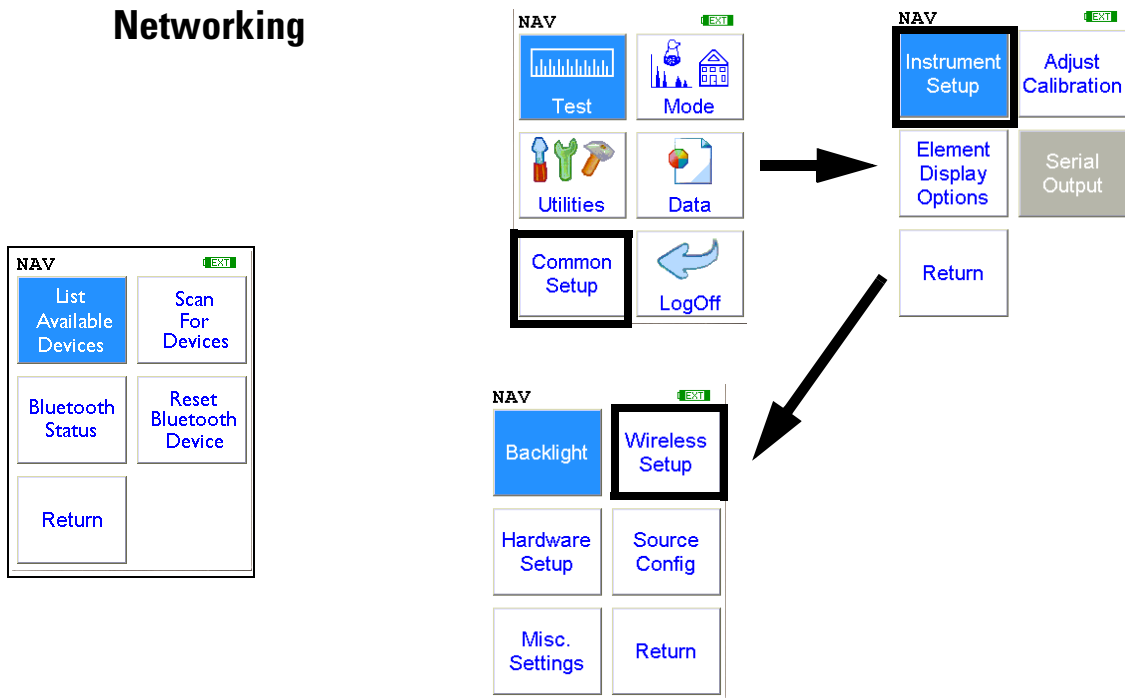 Networking
NAV
EXT
Test
Mode
Utilities
Data
Common
Setup
LogOff
NAV
EXT
Instrument
Setup
Adjust
Calibration
Element
Display
Options
Serial
Output
Return
NAV
EXT
List
Available
Devices
Scan
For
Devices
Bluetooth
Status
Reset
Bluetooth
Device
Return
NAV
EXT
Backlight
Wireless
Setup
Hardware
Setup
Source
Config
Misc.
Settings
Return